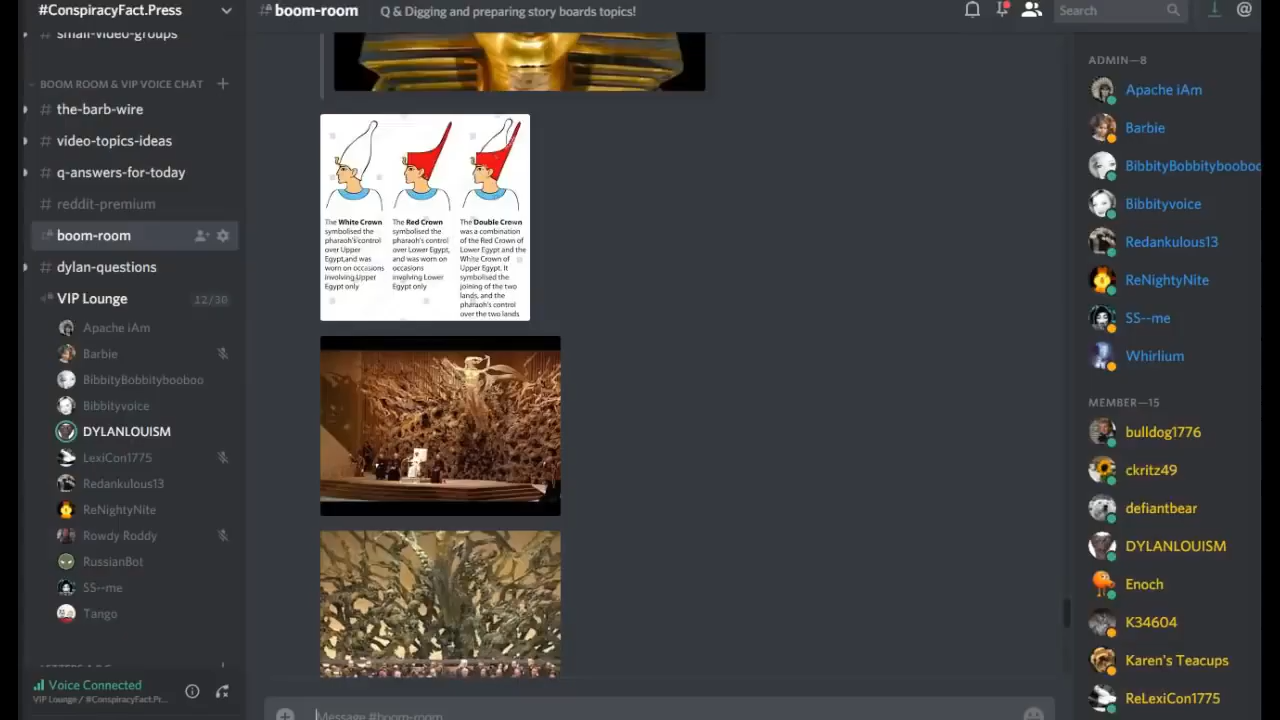 #ConspiracyFact.Press
boom-room
Q & Digging and preparing story boards topics!
Search
small-video-groups
BOOM ROOM & VIP VOICE CHAT
the-barb-wire
video-topics-ideas
q-answers-for-today
reddit-premium
boom-room
dylan-questions
VIP Lounge
12/30
Apache iAm
Barbie
BibbityBobbitybooboo
Bibbityvoice
DYLANLOUISM
LexiCon1775
Redankulous13
ReNightyNite
Rowdy Roddy
RussianBot
SS--me
Tango
Voice Connected
VIP Lounge / #ConspiracyFact.Pr...
The White Crown
symbolised the
pharaoh's control
over Upper
Egypt,and was
worn on occasions
involving Upper
Egypt only
The Red Crown
symbolised the
pharaoh's control
over Lower Egypt,
and was worn on
occasions
involving Lower
Egypt only
The Double Crown
was a combination
of the Red Crown of
Lower Egypt and the
White Crown of
Upper Egypt. It
symbolised the
joining of the two
lands, and the
pharaoh's control
over the two lands
Message #boom-room
ADMIN—8
Apache iAm
Barbie
BibbityBobbityboobooo
Bibbityvoice
Redankulous13
ReNightyNite
SS--me
Whirlium
MEMBER—15
bulldog1776
ckritz49
defiantbear
DYLANLOUISM
Enoch
K34604
Karen's Teacups
ReLexiCon1775